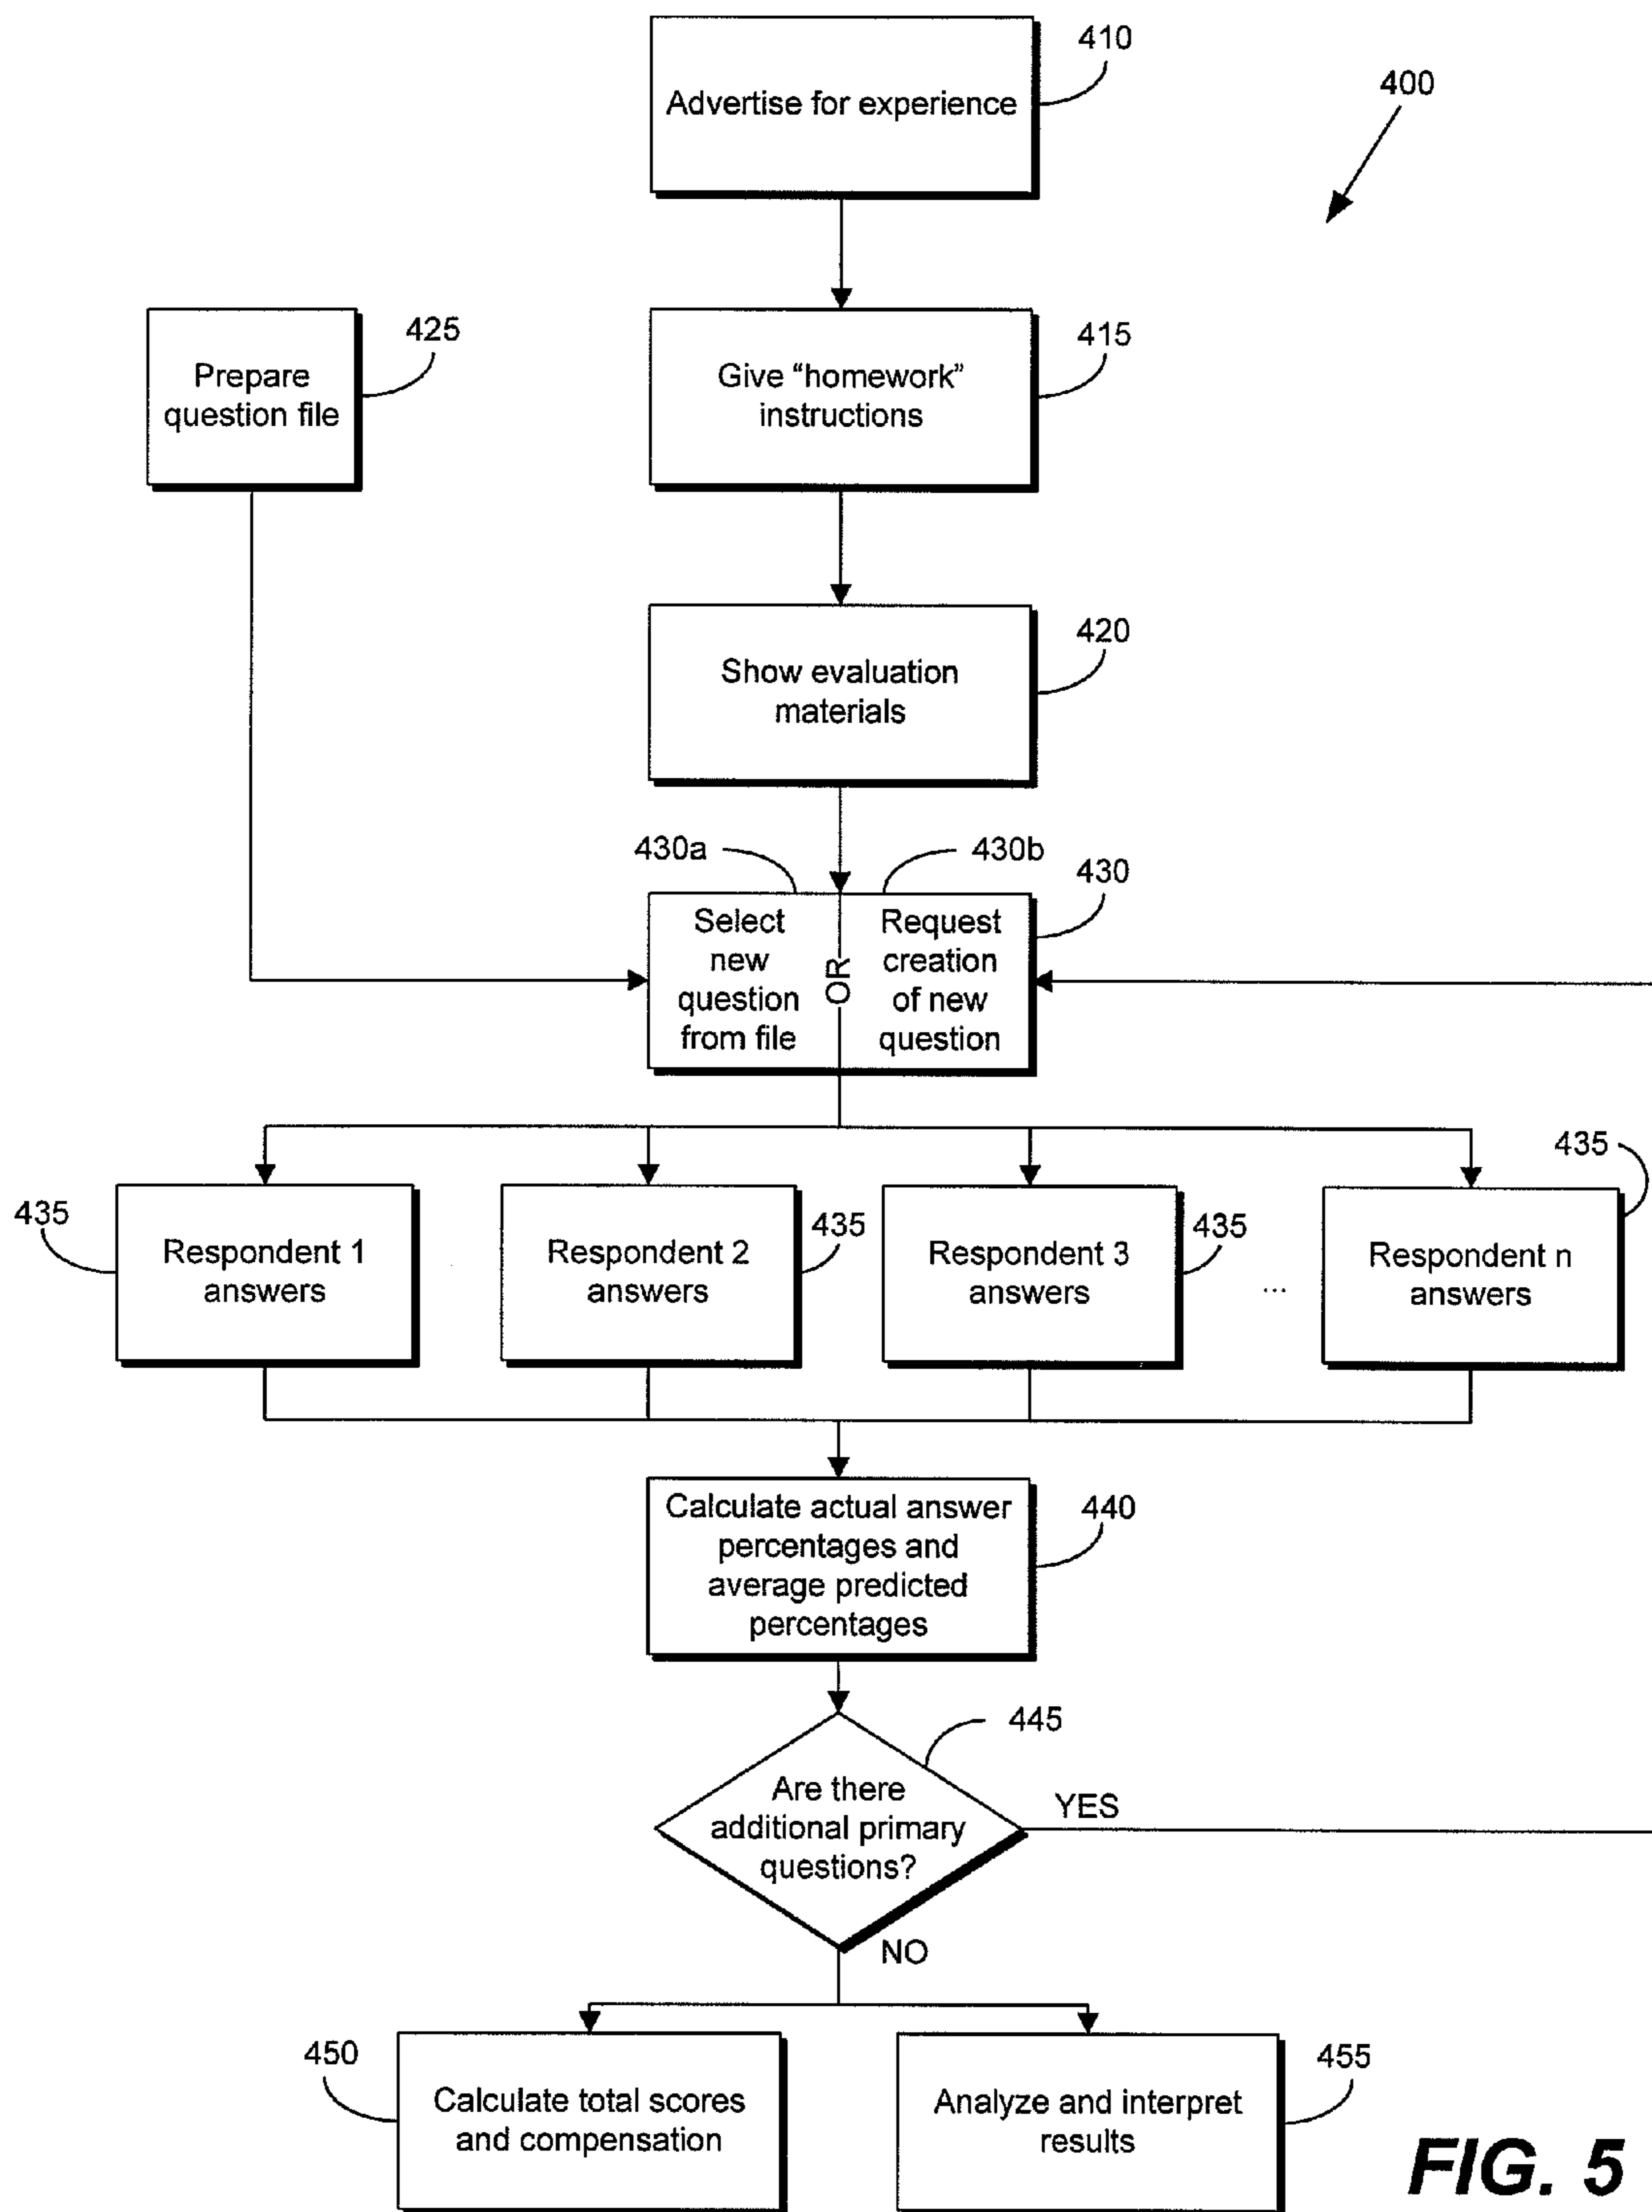 410
Advertise for experience
400
425
Prepare
question file
415
Give “homework”
instructions
420
Show evaluation
materials
430a
430b
430
Select
new
question
from file
OR
Request
creation
of new
question
435
Respondent 1
answers
Respondent 2
answers
435
Respondent 3
answers
435
...
435
Respondent n
answers
Calculate actual answer
percentages and
average predicted
percentages
440
445
Are there
additional primary
questions?
YES
NO
450
Calculate total scores
and compensation
Analyze and interpret
results
455
FIG. 5